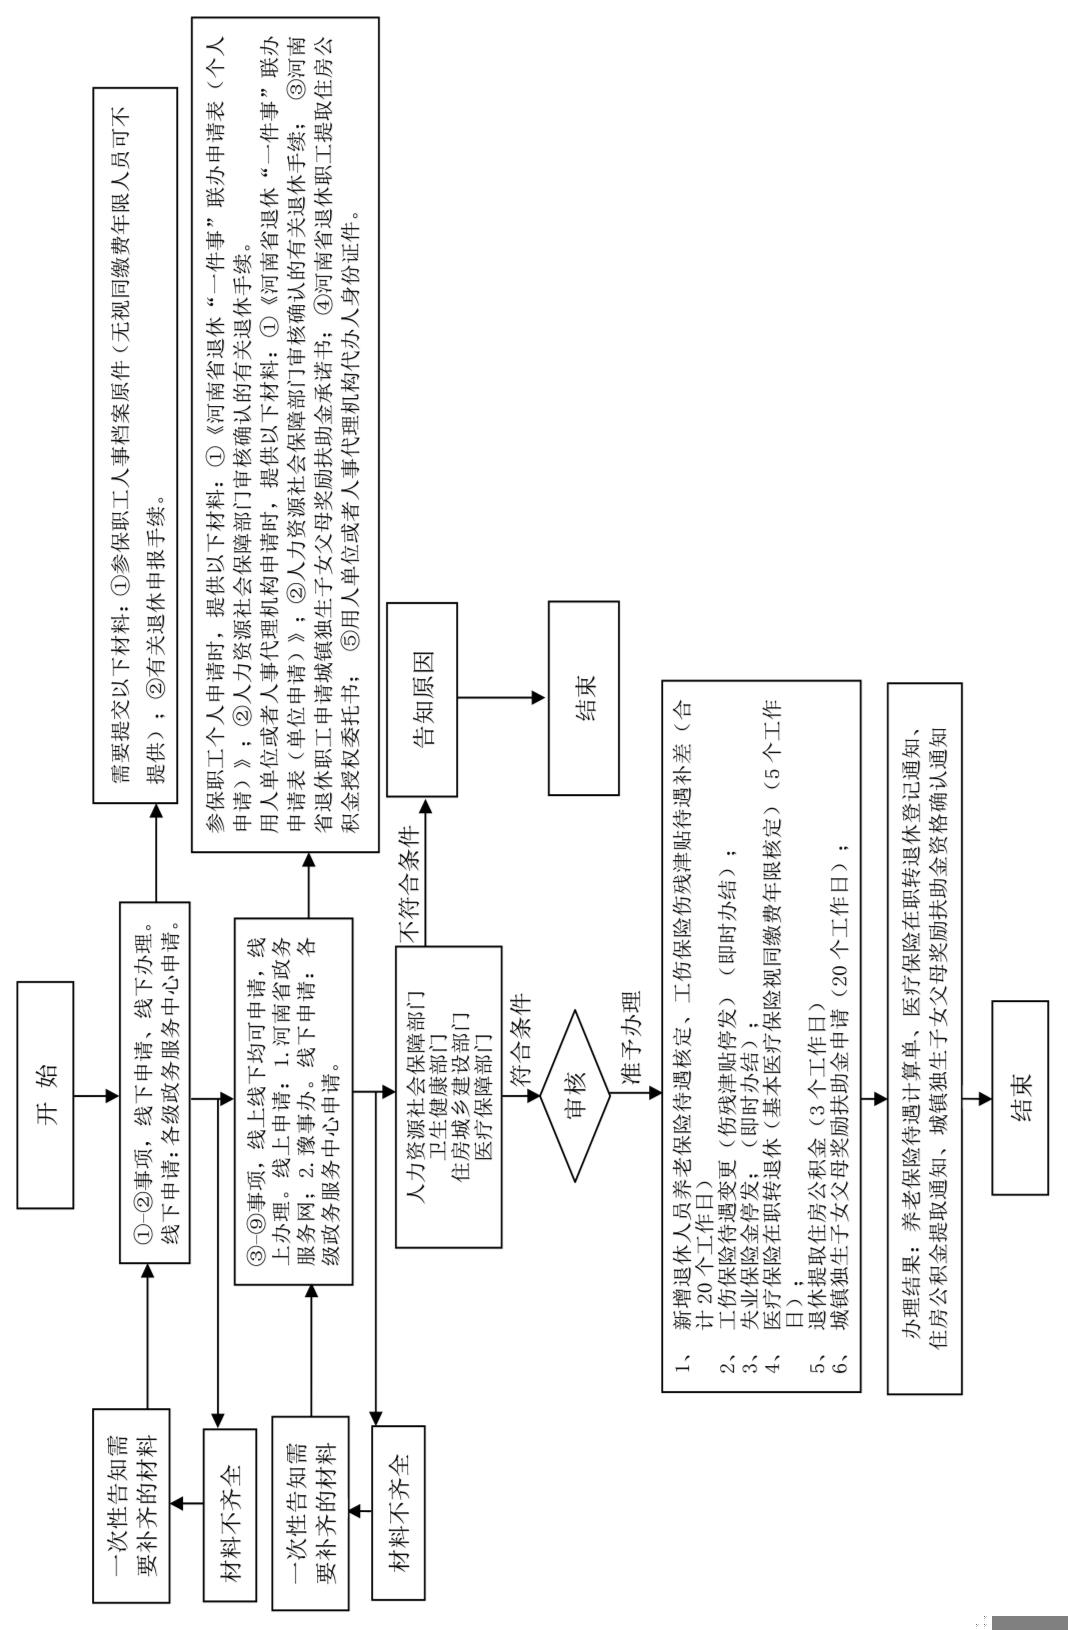 开 始
①-②事项，线下申请、线下办理。
线下申请：各级政务服务中心申请。
需要提交以下材料：①参保职工人事档案原件（无视同缴费年限人员可不
提供）；②有关退休申报手续。
一次性告知需
要补齐的材料
材料不齐全
③-⑨事项，线上线下均可申请，线
上办理。线上申请：1.河南省政务
服务网；2.豫事办。线下申请：各
级政务服务中心申请。
参保职工个人申请时，提供以下材料：①《河南省退休“一件事”联办申请表（个人
申请）》；②人力资源社会保障部门审核确认的有关退休手续。
用人单位或者人事代理机构申请时，提供以下材料：①《河南省退休“一件事”联办
申请表（单位申请）》；②人力资源社会保障部门审核确认的有关退休手续； ③河南
省退休职工申请城镇独生子女父母奖励扶助金承诺书；④河南省退休职工提取住房公
积金授权委托书； ⑤用人单位或者人事代理机构代办人身份证件。
一次性告知需
要补齐的材料
材料不齐全
人力资源社会保障部门
卫生健康部门
住房城乡建设部门
医疗保障部门
不符合条件
告知原因
结束
符合条件
审核
准予办理
1、 新增退休人员养老保险待遇核定、工伤保险伤残津贴待遇补差（合
计 20 个工作日）
2、 工伤保险待遇变更（伤残津贴停发）（即时办结）；
3、 失业保险金停发；（即时办结）；
4、 医疗保险在职转退休（基本医疗保险视同缴费年限核定）（5 个工作
日）；
5、 退休提取住房公积金（3 个工作日）
6、 城镇独生子女父母奖励扶助金申请（20 个工作日）；
办理结果：养老保险待遇计算单、医疗保险在职转退休登记通知、
住房公积金提取通知、城镇独生子女父母奖励扶助金资格确认通知
结束